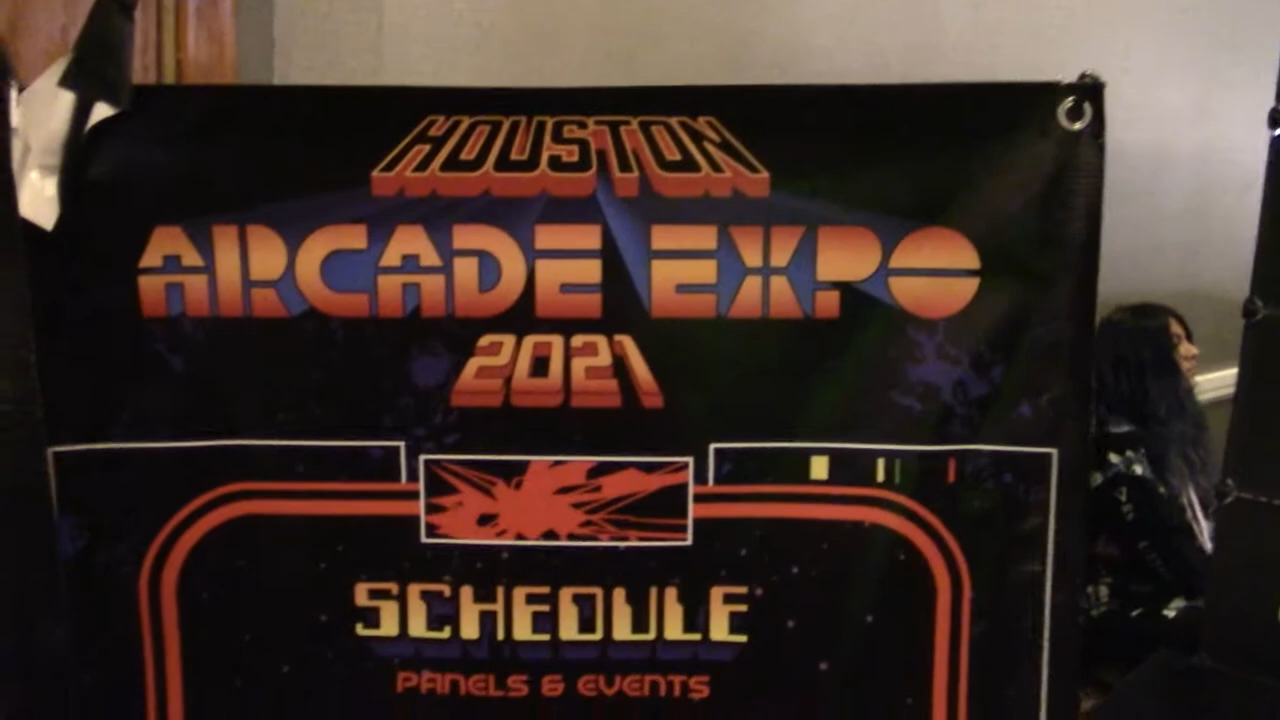 HOUSTON
ARCADE EXPO
2021
SCHEDULE
PANELS & EVENTS